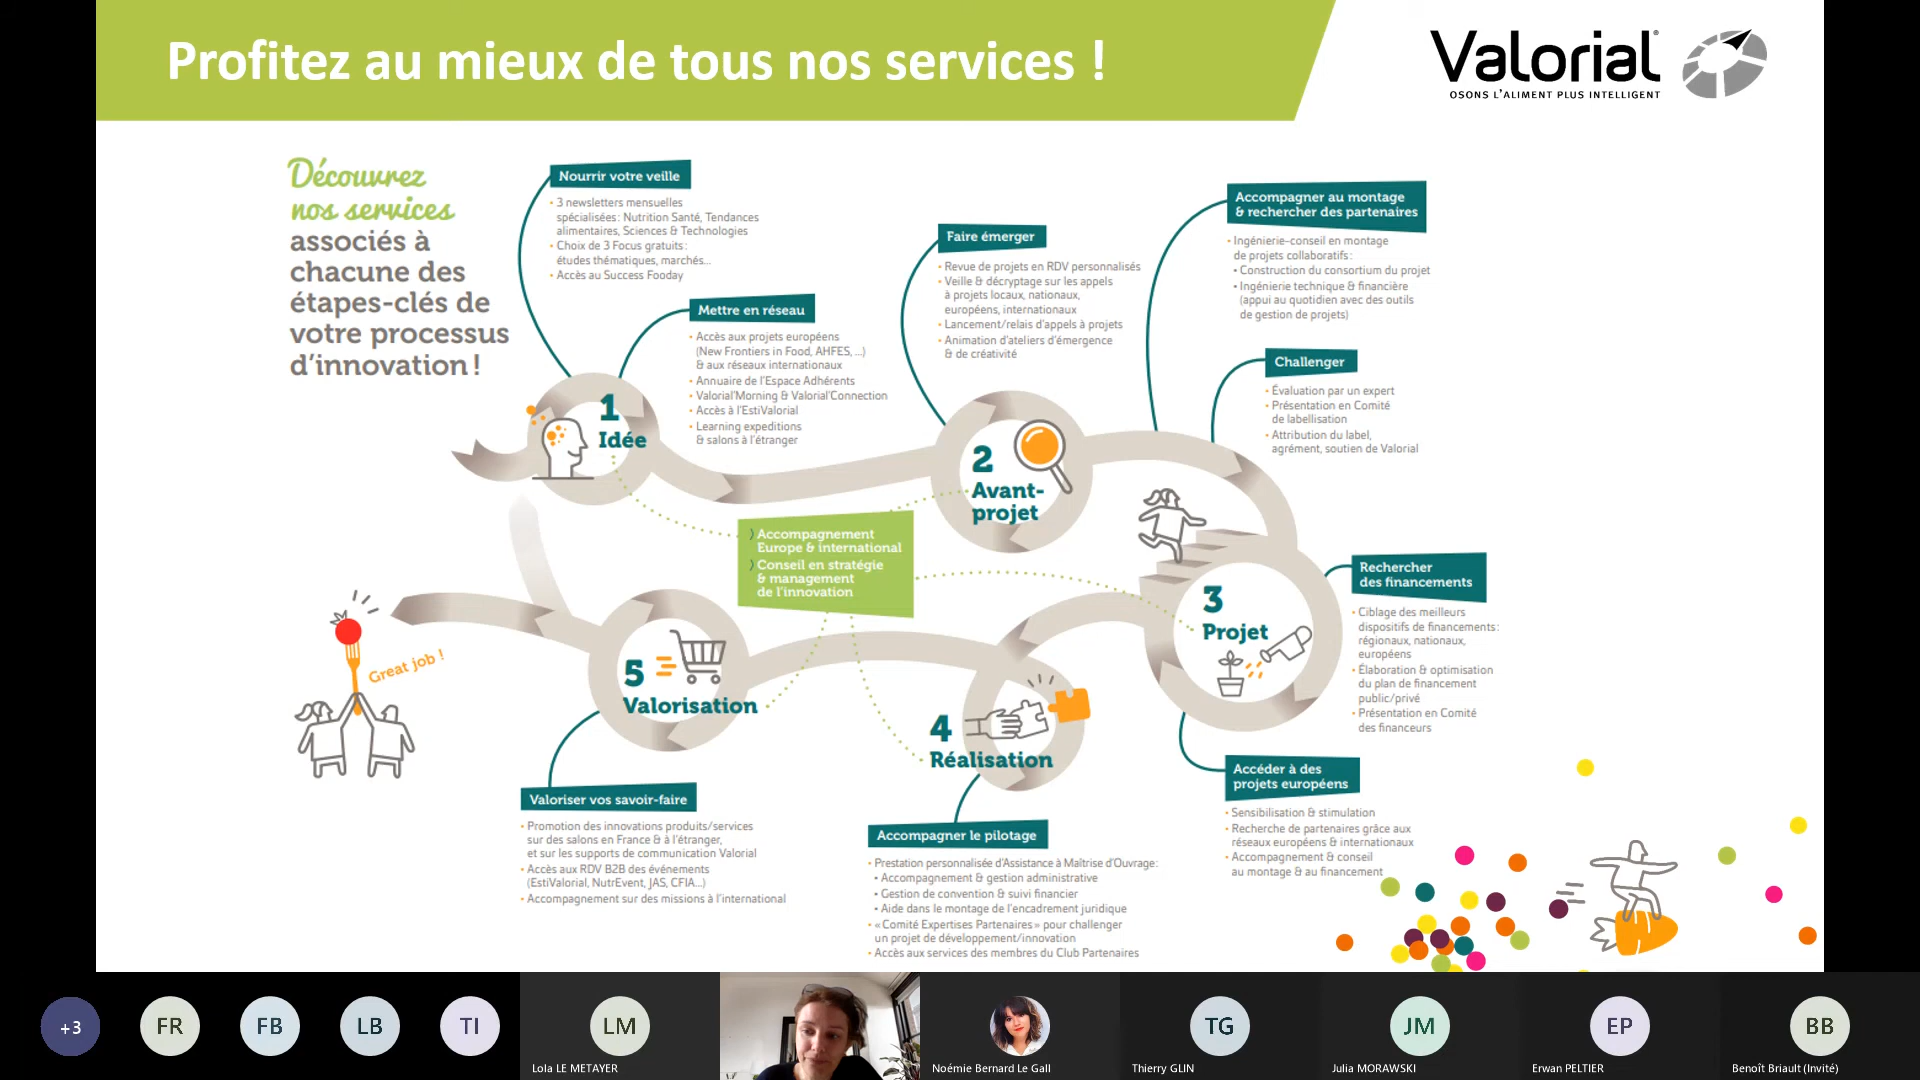 Profitez au mieux de tous nos services !
Valorial
OSONS L'ALIMENT PLUS INTELLIGENT
Découvrez
nos services
associés à
chacune des
étapes-clés de
votre processus
d'innovation !
Nourrir votre veille
• 3 newsletters mensuelles
spécialisées : Nutrition Santé, Tendances
alimentaires, Sciences & Technologies
• Choix de 3 Focus gratuits :
études thématiques, marchés...
• Accès au Success Fooday
Mettre en réseau
• Accès aux projets européens
(New Frontiers in Food, AHFES, ...)
& aux réseaux internationaux
• Annuaire de l'Espace Adhérents
• Valorial'Morning & Valorial'Connection
• Accès à l'EstiValorial
• Learning expeditions
& salons à l'étranger
1
Idée
Faire émerger
• Revue de projets en RDV personnalisés
• Veille & décryptage sur les appels
à projets locaux, nationaux,
européens, internationaux
• Lancement/relais d'appels à projets
• Animation d'ateliers d'émergence
& de créativité
2
Avant-
projet
Accompagner au montage
& rechercher des partenaires
• Ingénierie-conseil en montage
de projets collaboratifs :
• Construction du consortium du projet
• Ingénierie technique & financière
(appui au quotidien avec des outils
de gestion de projets)
Challenger
• Évaluation par un expert
• Présentation en Comité
de labellisation
• Attribution du label,
agrément, soutien de Valorial
⟩ Accompagnement
Europe & international
⟩ Conseil en stratégie
& management
de l'innovation
3
Projet
Rechercher
des financements
• Ciblage des meilleurs
dispositifs de financements :
régionaux, nationaux,
européens
• Élaboration & optimisation
du plan de financement
public/privé
• Présentation en Comité
des financeurs
Accéder à des
projets européens
• Sensibilisation & stimulation
• Recherche de partenaires grâce aux
réseaux européens & internationaux
• Accompagnement & conseil
au montage & au financement
4
Réalisation
Accompagner le pilotage
• Prestation personnalisée d'Assistance à Maîtrise d'Ouvrage :
• Accompagnement & gestion administrative
• Gestion de convention & suivi financier
• Aide dans le montage de l'encadrement juridique
• « Comité Expertises Partenaires » pour challenger
un projet de développement/innovation
• Accès aux services des membres du Club Partenaires
5
Valorisation
Valoriser vos savoir-faire
• Promotion des innovations produits/services
sur des salons en France & à l'étranger,
et sur les supports de communication Valorial
• Accès aux RDV B2B des événements
(EstiValorial, NutrEvent, JAS, CFIA...)
• Accompagnement sur des missions à l'international
Great job !
+3
FR
FB
LB
TI
LM
Lola LE METAYER
Noémie Bernard Le Gall
TG
Thierry GLIN
JM
Julia MORAWSKI
EP
Erwan PELTIER
BB
Benoît Briault (Invité)